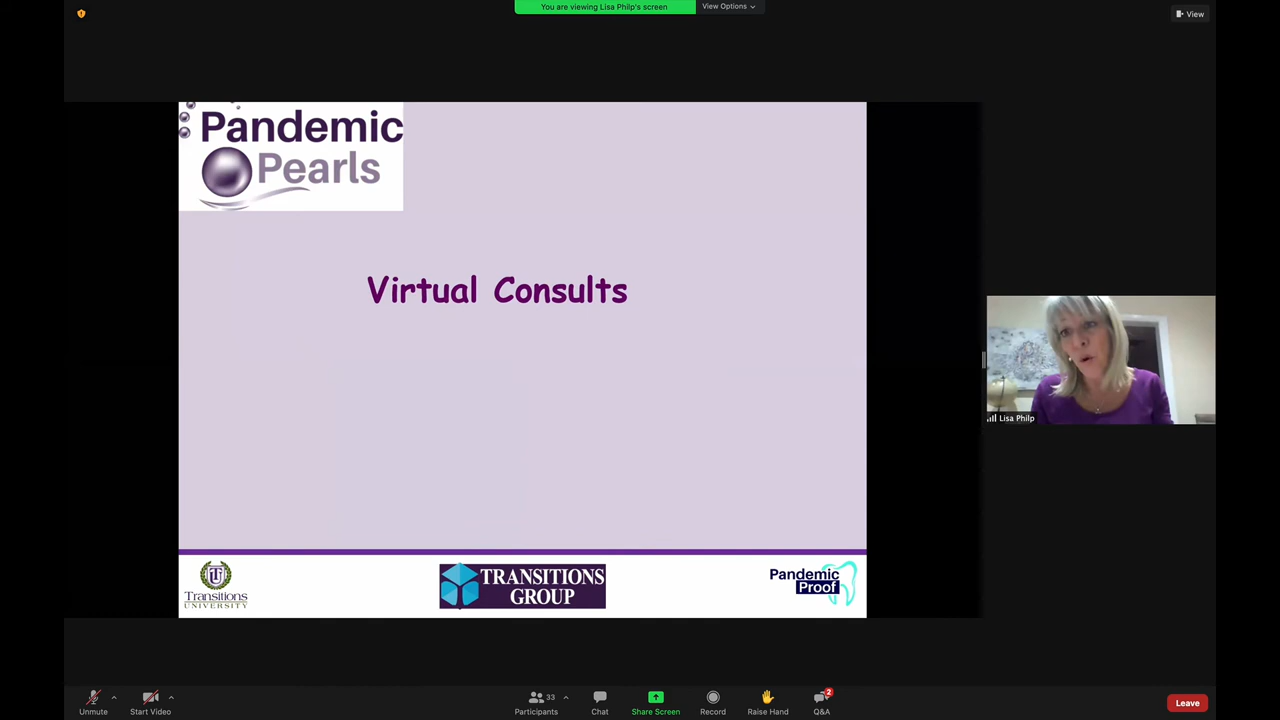 You are viewing Lisa Philp's screen
View Options
View
Pandemic
Pearls
Virtual Consults
Lisa Philp
TU
Transitions
UNIVERSITY
TRANSITIONS
GROUP
Pandemic
Proof
Unmute
Start Video
33
Participants
Chat
Share Screen
Record
Raise Hand
2
Q&A
Leave